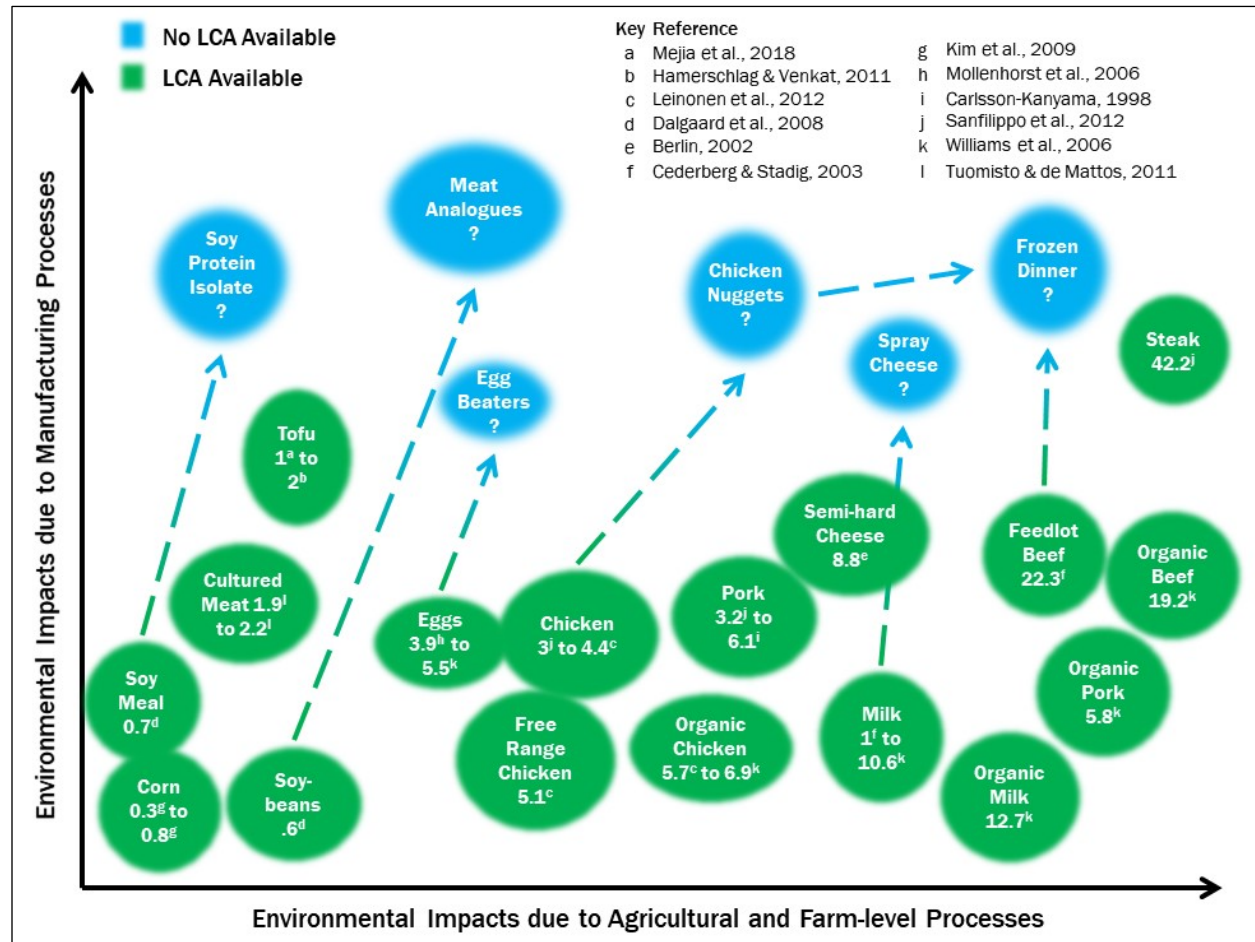 No LCA Available
LCA Available
Key Reference
a Mejia et al., 2018
b Hamerschlag & Venkat, 2011
c Leinonen et al., 2012
d Dalgaard et al., 2008
e Berlin, 2002
f Cederberg & Stadig, 2003
g Kim et al., 2009
h Mollenhorst et al., 2006
i Carlsson-Kanyama, 1998
j Sanfilippo et al., 2012
k Williams et al., 2006
l Tuomisto & de Mattos, 2011
Environmental Impacts due to Manufacturing Processes
Soy
Protein
Isolate
?
Meat
Analogues
?
Egg
Beaters
?
Chicken
Nuggets
?
Spray
Cheese
?
Frozen
Dinner
?
Steak
42.2ʲ
Tofu
1ᵃ to
2ᵇ
Cultured
Meat 1.9ˡ
to 2.2ˡ
Soy
Meal
0.7ᵈ
Corn
0.3ᵍ to
0.8ᵍ
Soy-
beans
.6ᵈ
Eggs
3.9ʰ to
5.5ᵏ
Chicken
3ʲ to 4.4ᶜ
Free
Range
Chicken
5.1ᶜ
Pork
3.2ʲ to
6.1ⁱ
Organic
Chicken
5.7ᶜ to 6.9ᵏ
Semi-hard
Cheese
8.8ᵉ
Milk
1ᶠ to
10.6ᵏ
Feedlot
Beef
22.3ᶠ
Organic
Beef
19.2ᵏ
Organic
Pork
5.8ᵏ
Organic
Milk
12.7ᵏ
Environmental Impacts due to Agricultural and Farm-level Processes